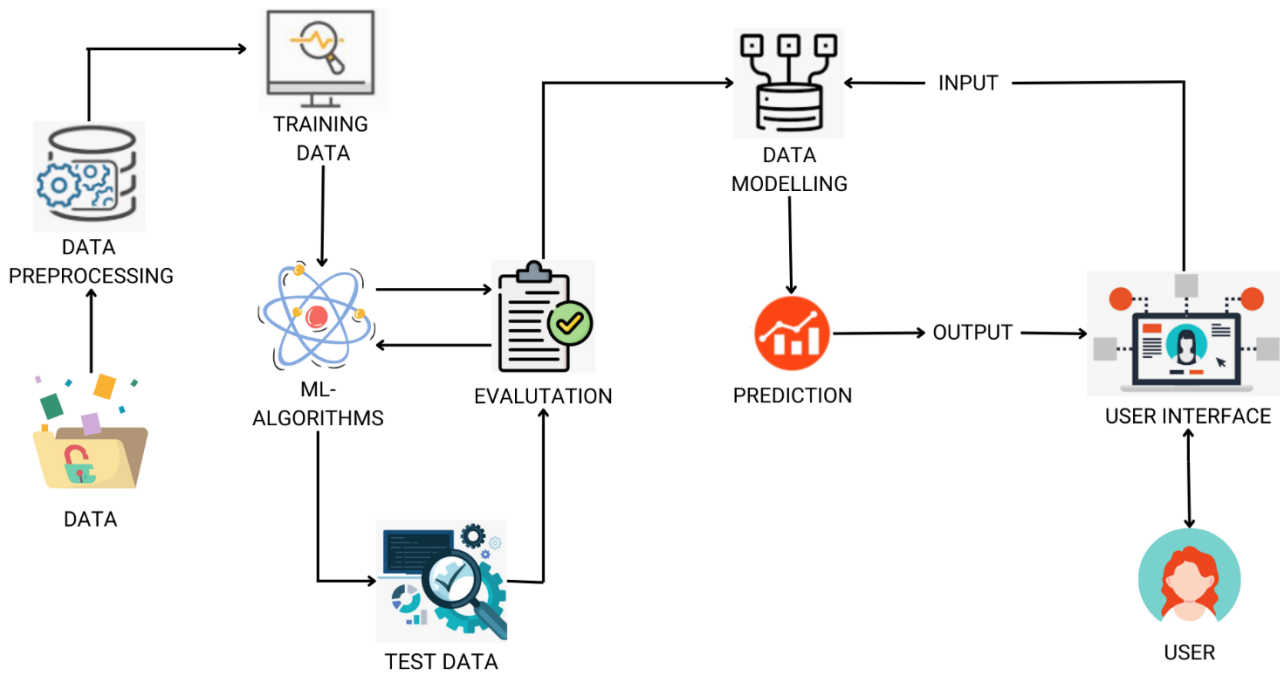 TRAINING
DATA
DATA
PREPROCESSING
DATA
ML-
ALGORITHMS
EVALUTATION
TEST DATA
DATA
MODELLING
INPUT
PREDICTION
OUTPUT
USER INTERFACE
USER